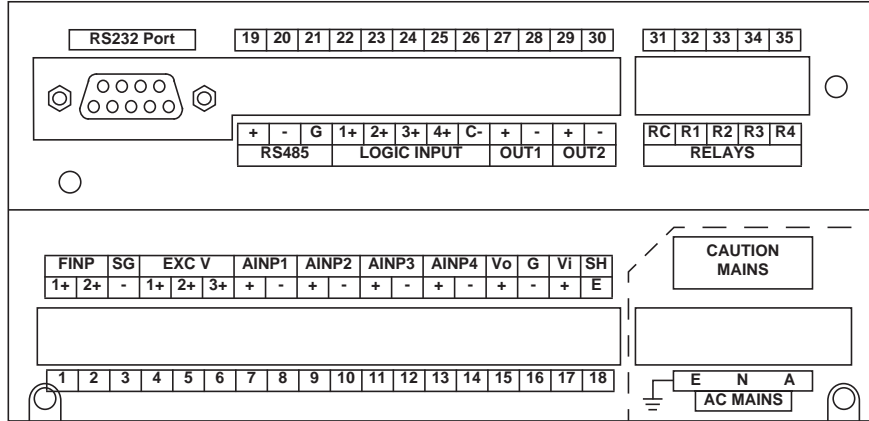 RS232 Port
19 20 21 22 23 24 25 26 27 28 29 30
31 32 33 34 35
+ - G 1+ 2+ 3+ 4+ C- + - + -
RS485 LOGIC INPUT OUT1 OUT2
RC R1 R2 R3 R4
RELAYS
CAUTION
MAINS
FINP SG EXC V AINP1 AINP2 AINP3 AINP4 Vo G Vi SH
1+ 2+ - 1+ 2+ 3+ + - + - + - + - + - + E
1 2 3 4 5 6 7 8 9 10 11 12 13 14 15 16 17 18
E N A
AC MAINS